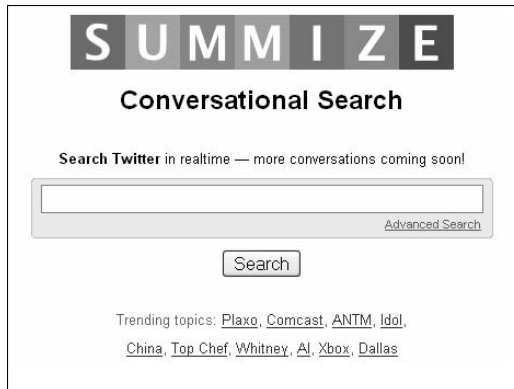 SUMMIZE
Conversational Search
Search Twitter in realtime — more conversations coming soon!
Advanced Search
Search
Trending topics: Plaxo, Comcast, ANTM, Idol,
China, Top Chef, Whitney, AI, Xbox, Dallas